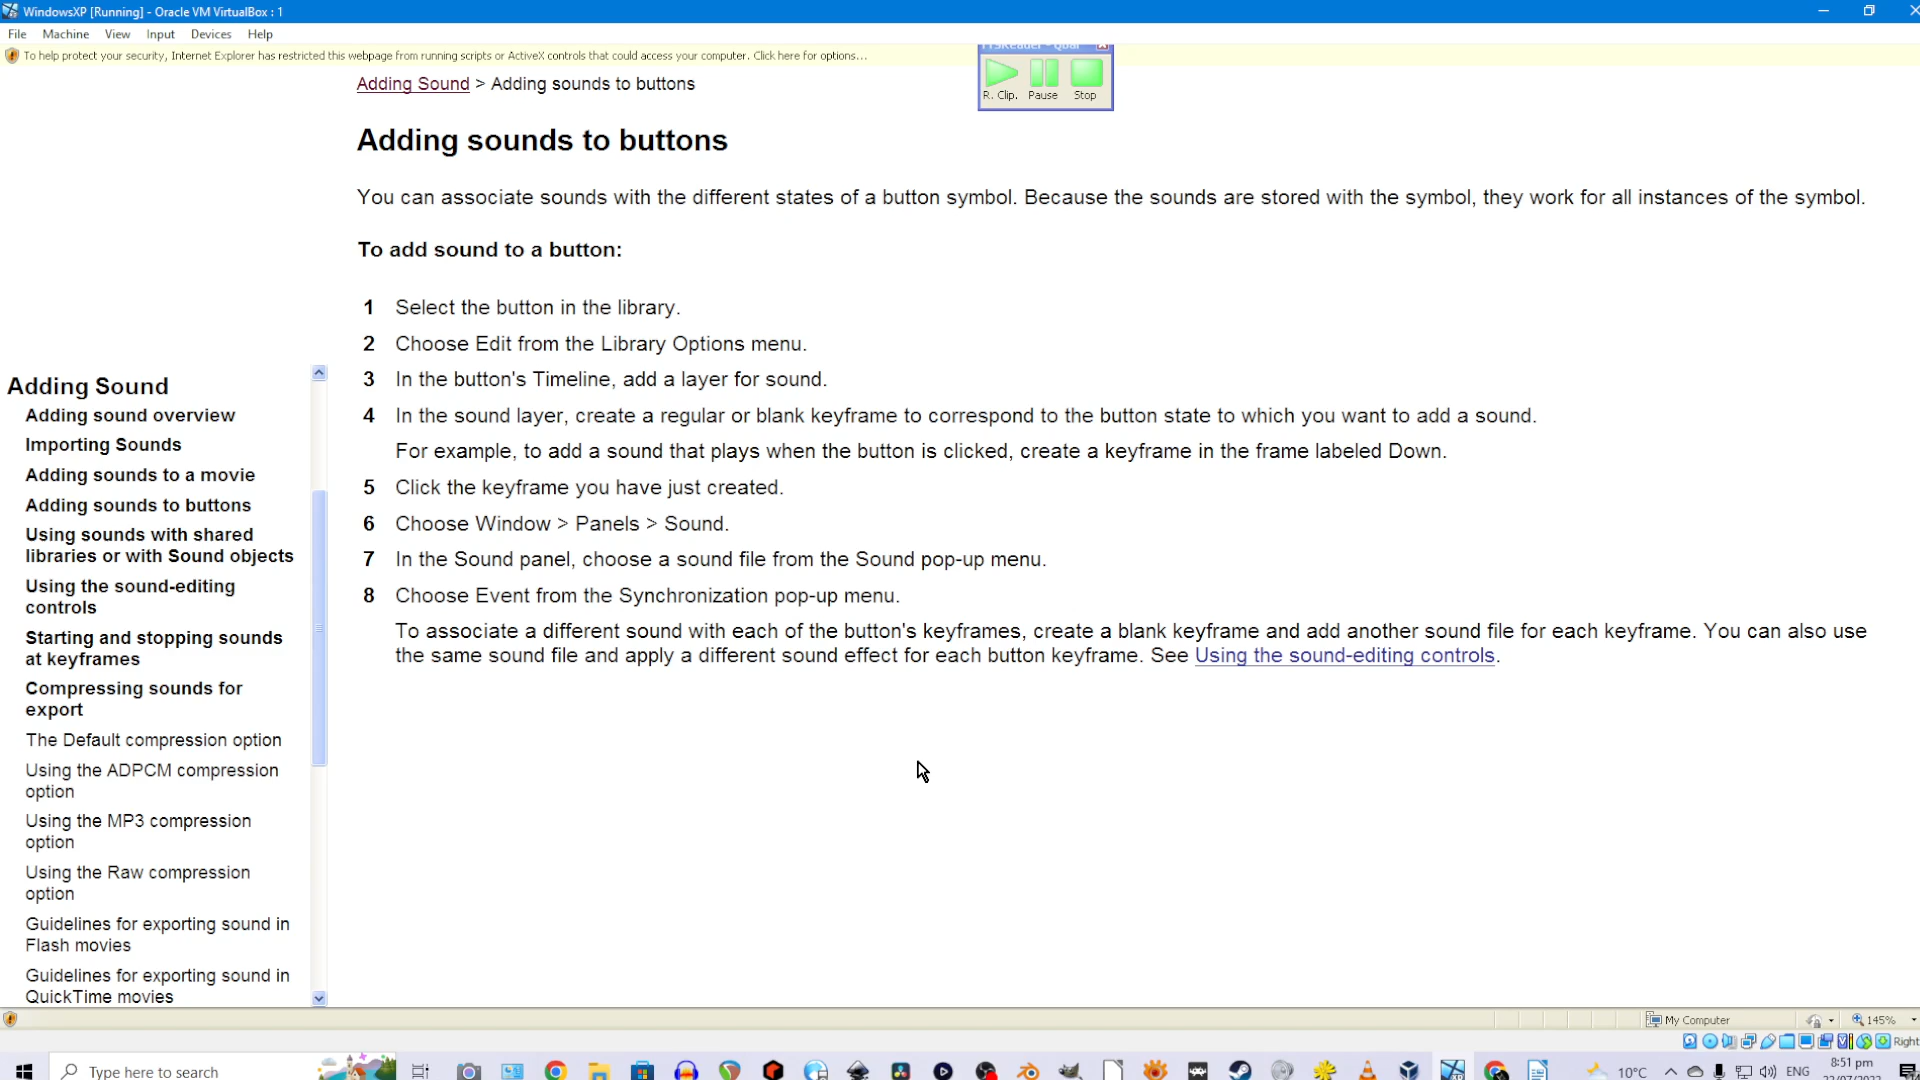 WindowsXP [Running] - Oracle VM VirtualBox : 1
File Machine View Input Devices Help
To help protect your security, Internet Explorer has restricted this webpage from running scripts or ActiveX controls that could access your computer. Click here for options...
R. Clip. Pause Stop
Adding Sound > Adding sounds to buttons
Adding sounds to buttons
You can associate sounds with the different states of a button symbol. Because the sounds are stored with the symbol, they work for all instances of the symbol.
To add sound to a button:
1 Select the button in the library.
2 Choose Edit from the Library Options menu.
3 In the button's Timeline, add a layer for sound.
4 In the sound layer, create a regular or blank keyframe to correspond to the button state to which you want to add a sound.
For example, to add a sound that plays when the button is clicked, create a keyframe in the frame labeled Down.
5 Click the keyframe you have just created.
6 Choose Window > Panels > Sound.
7 In the Sound panel, choose a sound file from the Sound pop-up menu.
8 Choose Event from the Synchronization pop-up menu.
To associate a different sound with each of the button's keyframes, create a blank keyframe and add another sound file for each keyframe. You can also use
the same sound file and apply a different sound effect for each button keyframe. See Using the sound-editing controls.
Adding Sound
Adding sound overview
Importing Sounds
Adding sounds to a movie
Adding sounds to buttons
Using sounds with shared
libraries or with Sound objects
Using the sound-editing
controls
Starting and stopping sounds
at keyframes
Compressing sounds for
export
The Default compression option
Using the ADPCM compression
option
Using the MP3 compression
option
Using the Raw compression
option
Guidelines for exporting sound in
Flash movies
Guidelines for exporting sound in
QuickTime movies
My Computer
145%
Right
Type here to search
10°C
ENG
8:51 pm